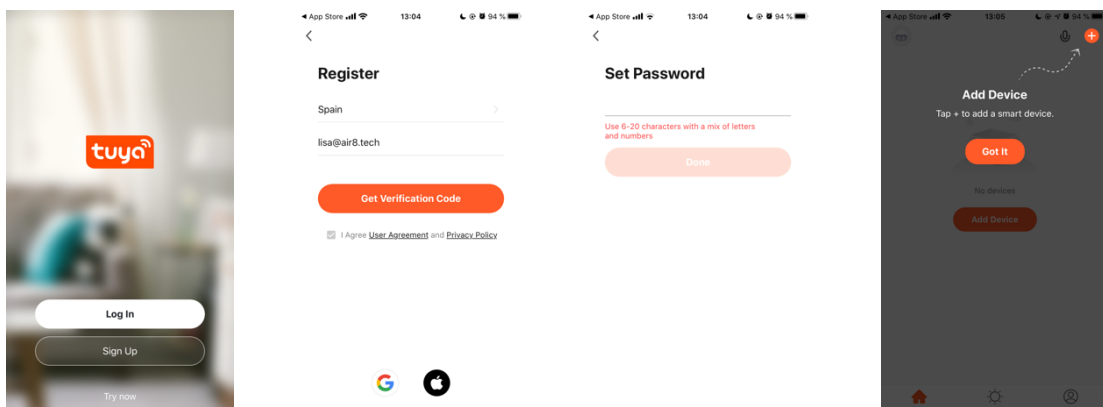 tuya
Log In
Sign Up
Try now
◀ App Store 13:04 94 %
Register
Spain
lisa@air8.tech
Get Verification Code
I Agree User Agreement and Privacy Policy
◀ App Store 13:04 94 %
Set Password
Use 6-20 characters with a mix of letters
and numbers
Done
◀ App Store 13:05 94 %
Add Device
Tap + to add a smart device.
Got It
No devices
Add Device